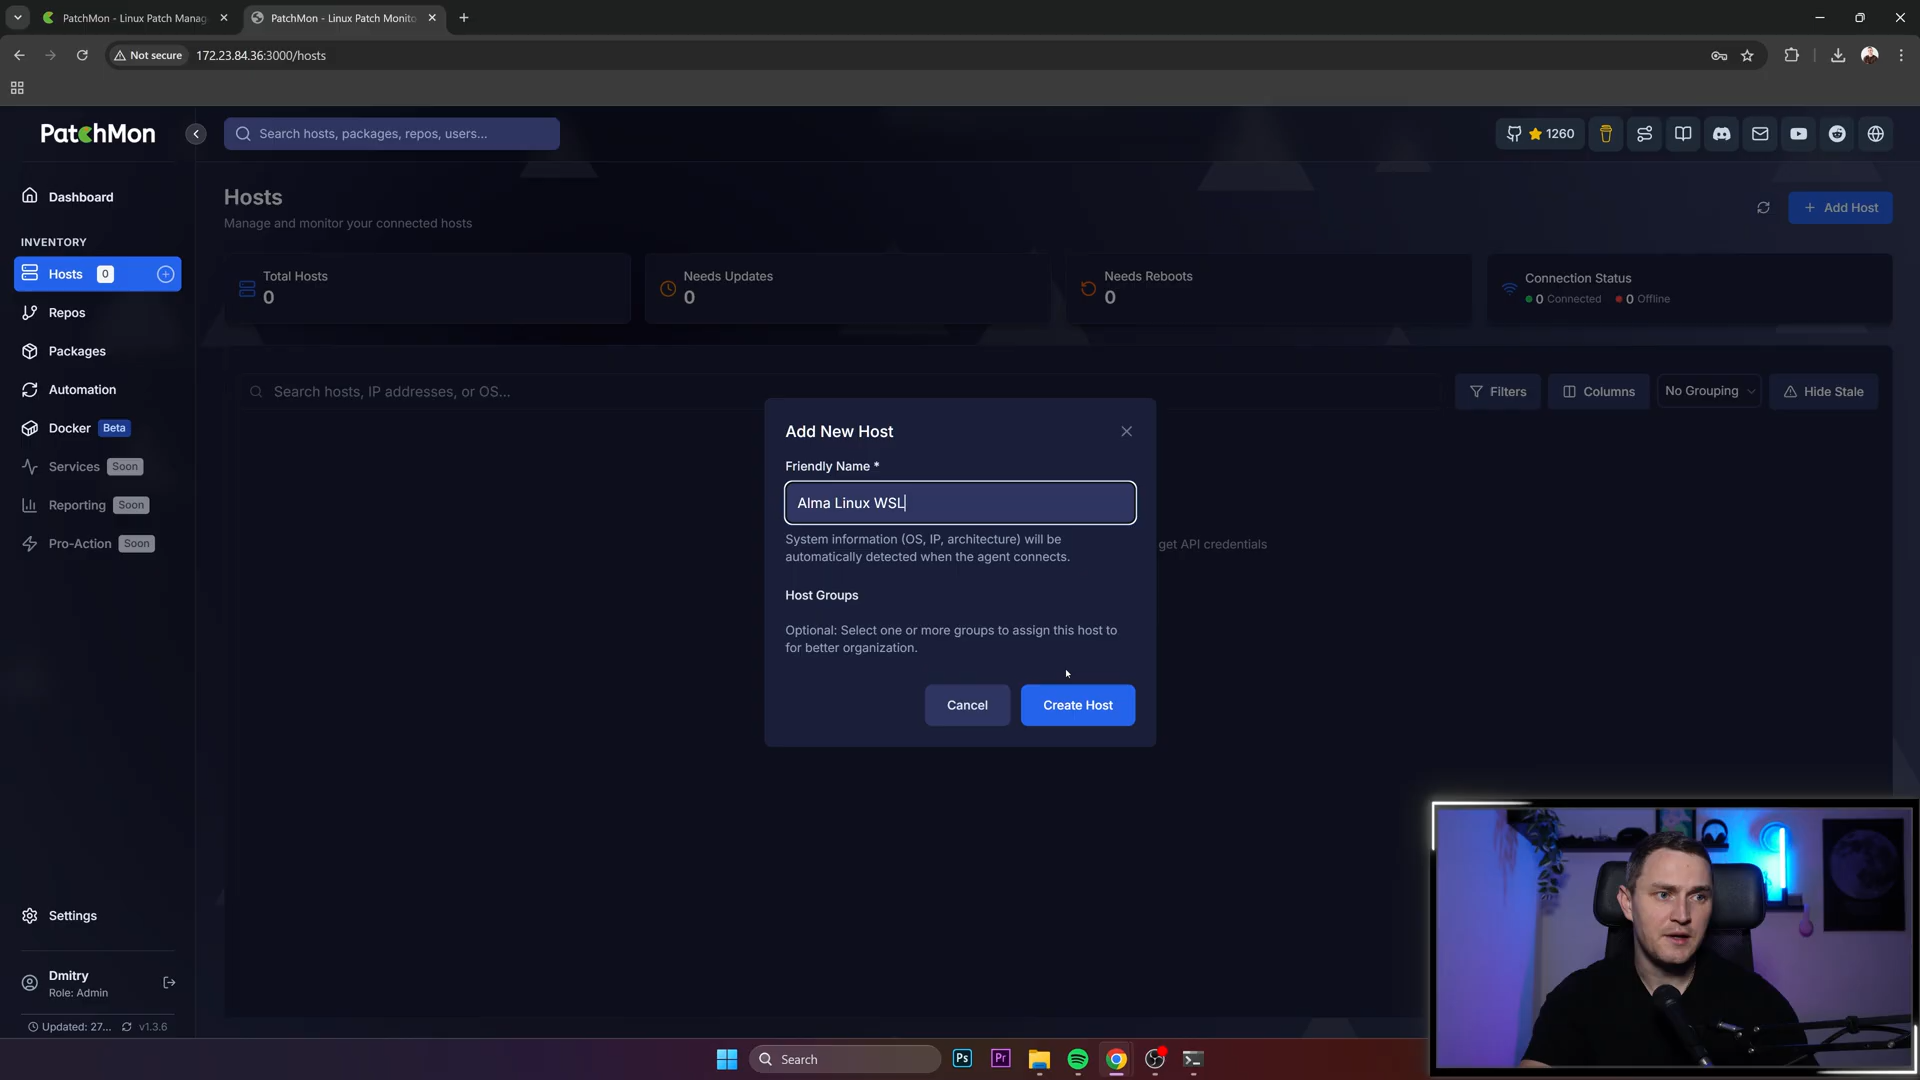 PatchMon - Linux Patch Manag
PatchMon - Linux Patch Monito
Not secure
172.23.84.36:3000/hosts
PatchMon
Search hosts, packages, repos, users...
1260
Dashboard
INVENTORY
Hosts 0
Repos
Packages
Automation
Docker Beta
Services Soon
Reporting Soon
Pro-Action Soon
Settings
Dmitry
Role: Admin
Updated: 27... v1.3.6
Hosts
Manage and monitor your connected hosts
Add Host
Total Hosts
0
Needs Updates
0
Needs Reboots
0
Connection Status
0 Connected 0 Offline
Search hosts, IP addresses, or OS...
Filters
Columns
No Grouping
Hide Stale
get API credentials
Add New Host
Friendly Name *
Alma Linux WSL
System information (OS, IP, architecture) will be
automatically detected when the agent connects.
Host Groups
Optional: Select one or more groups to assign this host to
for better organization.
Cancel
Create Host
Search
Ps
Pr